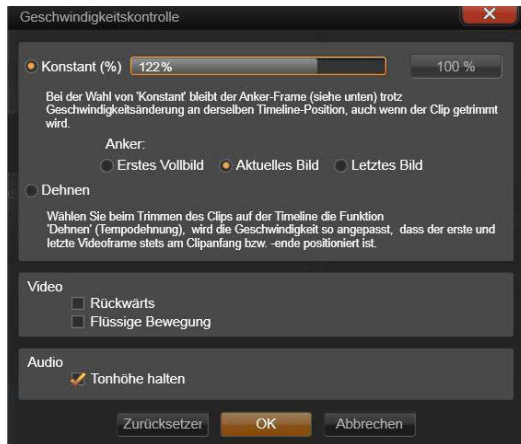 Geschwindigkeitskontrolle
Konstant (%) 122% 100 %
Bei der Wahl von 'Konstant' bleibt der Anker-Frame (siehe unten) trotz
Geschwindigkeitsänderung an derselben Timeline-Position, auch wenn der Clip getrimmt
wird.
Anker:
Erstes Vollbild Aktuelles Bild Letztes Bild
Dehnen
Wählen Sie beim Trimmen des Clips auf der Timeline die Funktion
'Dehnen' (Tempodehnung), wird die Geschwindigkeit so angepasst, dass der erste und
letzte Videoframe stets am Clipanfang bzw. -ende positioniert ist.
Video
Rückwärts
Flüssige Bewegung
Audio
Tonhöhe halten
Zurücksetzer OK Abbrechen